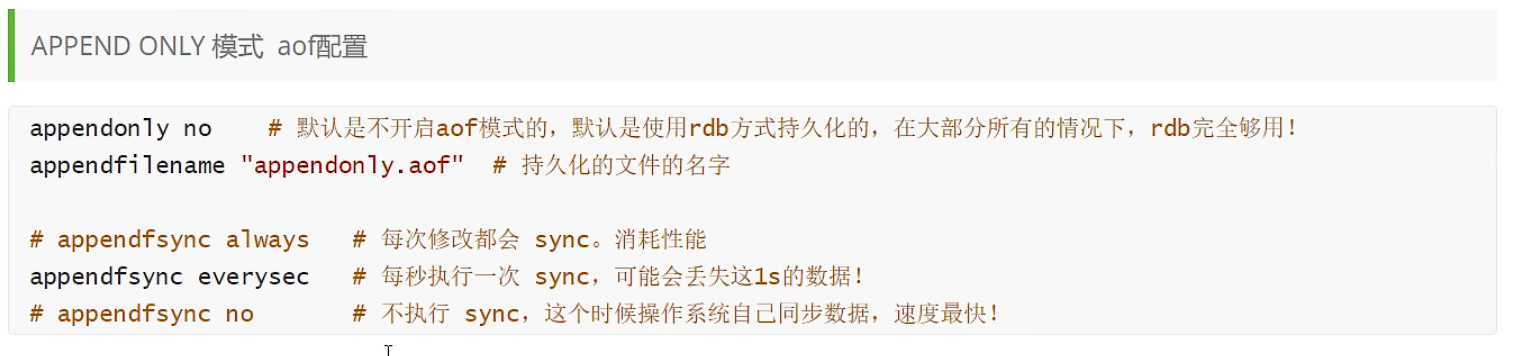 APPEND ONLY 模式 aof配置
appendonly no    # 默认是不开启aof模式的，默认是使用rdb方式持久化的，在大部分所有的情况下，rdb完全够用！
appendfilename "appendonly.aof"  # 持久化的文件的名字
# appendfsync always   # 每次修改都会 sync。消耗性能
appendfsync everysec   # 每秒执行一次 sync，可能会丢失这1s的数据！
# appendfsync no       # 不执行 sync，这个时候操作系统自己同步数据，速度最快！